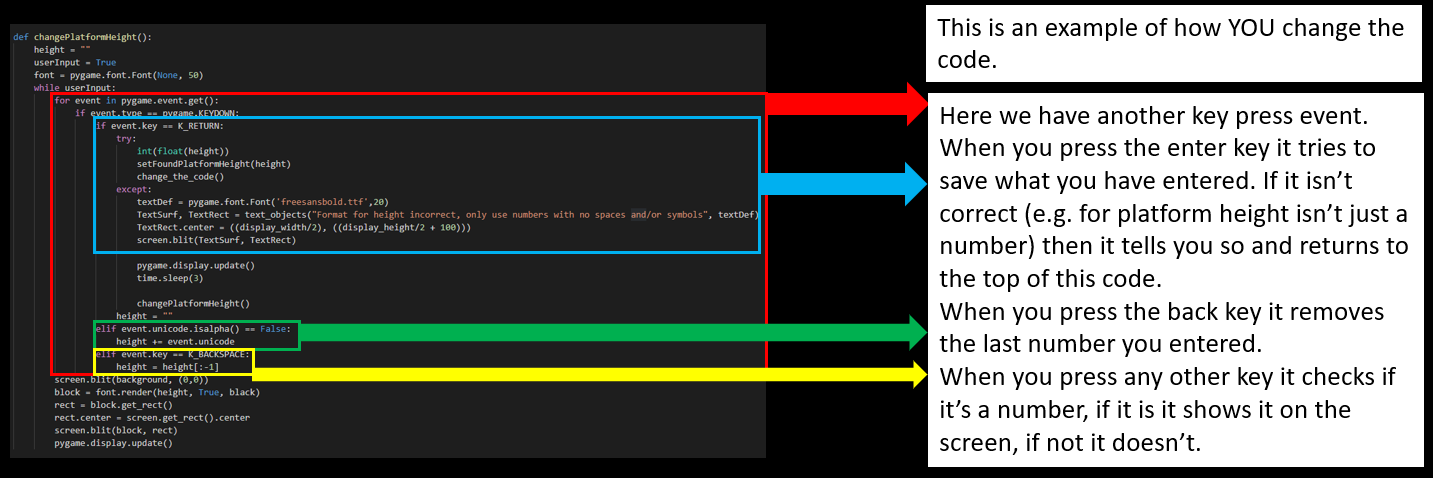 def changePlatformHeight():
height = ""
userInput = True
font = pygame.font.Font(None, 50)
while userInput:
for event in pygame.event.get():
if event.type == pygame.KEYDOWN:
if event.key == K_RETURN:
try:
int(float(height))
setFoundPlatformHeight(height)
change_the_code()
except:
textDef = pygame.font.Font('freesansbold.ttf',20)
TextSurf, TextRect = text_objects("Format for height incorrect, only use numbers with no spaces and/or symbols", textDef)
TextRect.center = ((display_width/2), ((display_height/2 + 100)))
screen.blit(TextSurf, TextRect)
pygame.display.update()
time.sleep(3)
changePlatformHeight()
height = ""
elif event.unicode.isalpha() == False:
height += event.unicode
elif event.key == K_BACKSPACE:
height = height[:-1]
screen.blit(background, (0,0))
block = font.render(height, True, black)
rect = block.get_rect()
rect.center = screen.get_rect().center
screen.blit(block, rect)
pygame.display.update()
This is an example of how YOU change the
code.
Here we have another key press event.
When you press the enter key it tries to
save what you have entered. If it isn't
correct (e.g. for platform height isn't just a
number) then it tells you so and returns to
the top of this code.
When you press the back key it removes
the last number you entered.
When you press any other key it checks if
it's a number, if it is it shows it on the
screen, if not it doesn't.